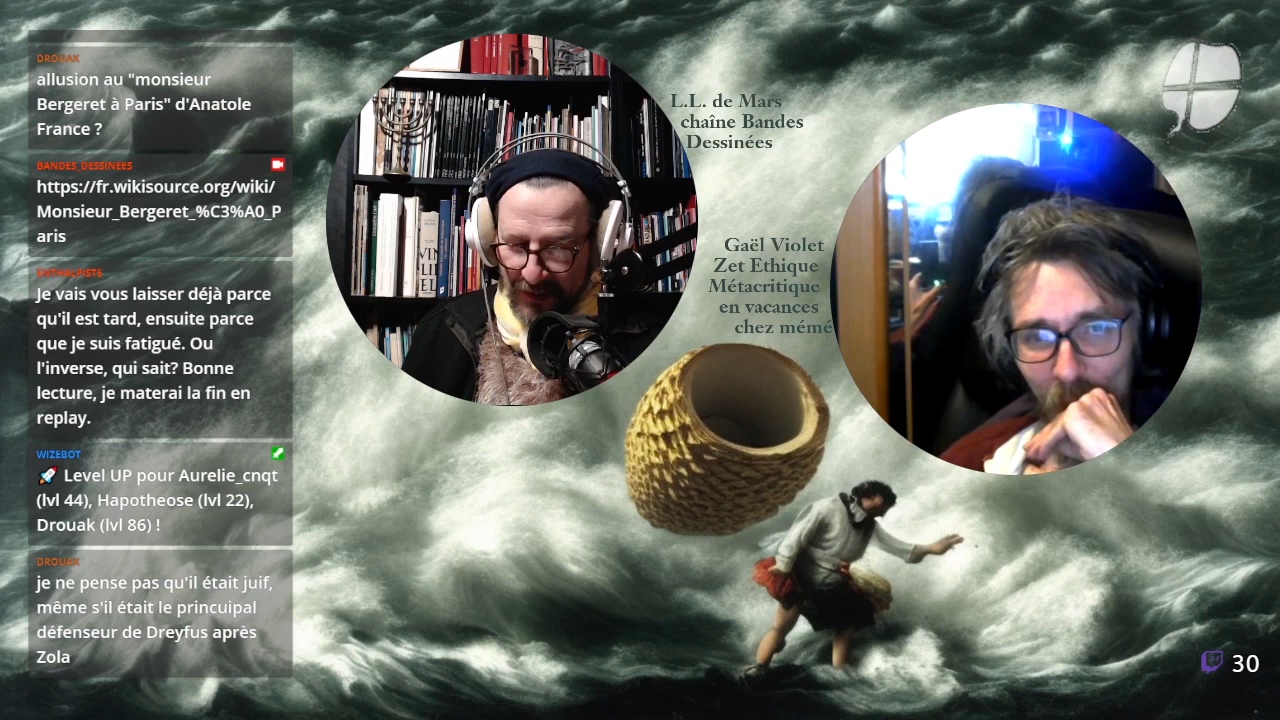 DROUAK
allusion au "monsieur
Bergeret à Paris" d'Anatole
France ?
BANDES_DESSINEES
https://fr.wikisource.org/wiki/
Monsieur_Bergeret_%C3%A0_P
aris
Je vais vous laisser déjà parce
qu'il est tard, ensuite parce
que je suis fatigué. Ou
l'inverse, qui sait? Bonne
lecture, je materai la fin en
replay.
WIZEBOT
🚀 Level UP pour Aurelie_cnqt
(lvl 44), Hapotheose (lvl 22),
Drouak (lvl 86) !
DROUAK
je ne pense pas qu'il était juif,
même s'il était le princuipal
défenseur de Dreyfus après
Zola
L.L. de Mars
chaîne Bandes
Dessinées
Gaël Violet
Zet Ethique
Métacritique
en vacances
chez mémé
30